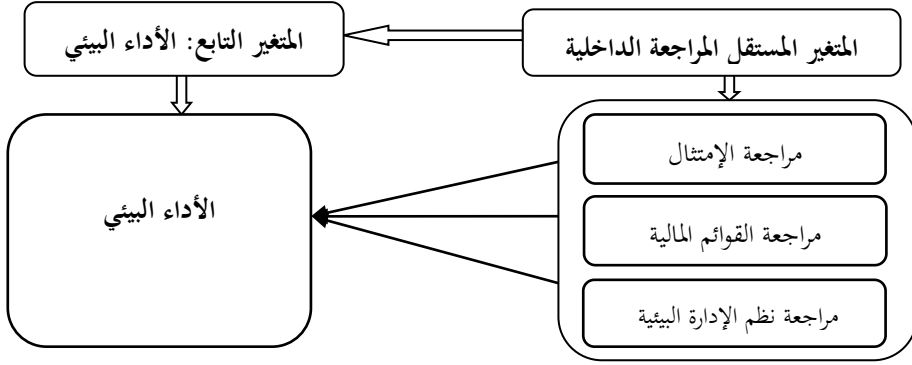 المتغير المستقل المراجعة الداخلية
المتغير التابع: الأداء البيئي
مراجعة الإمتثال
مراجعة القوائم المالية
مراجعة نظم الإدارة البيئية
الأداء البيئي